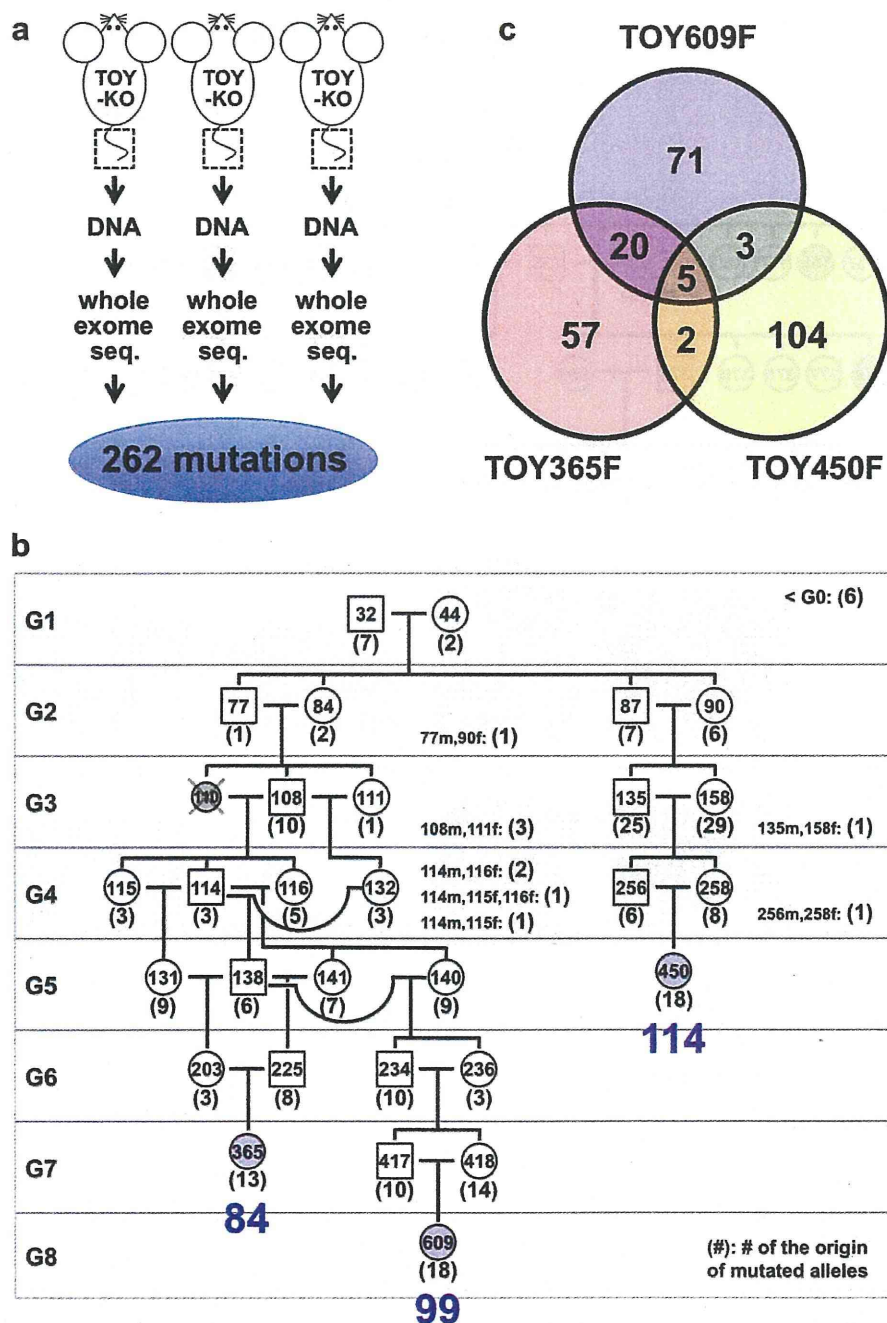 a
TOY
-KO
TOY
-KO
TOY
-KO
DNA
DNA
DNA
whole
exome
seq.
whole
exome
seq.
whole
exome
seq.
262 mutations
c
TOY609F
71
20
3
5
57
2
104
TOY365F
TOY450F
b
G1
32
(7)
44
(2)
< G0: (6)
G2
77
(1)
84
(2)
77m,90f: (1)
87
(7)
90
(6)
G3
110
108
(10)
111
(1)
108m,111f: (3)
135
(25)
158
(29)
135m,158f: (1)
G4
115
(3)
114
(3)
116
(5)
132
(3)
114m,116f: (2)
114m,115f,116f: (1)
114m,115f: (1)
256
(6)
258
(8)
256m,258f: (1)
G5
131
(9)
138
(6)
141
(7)
140
(9)
450
(18)
114
G6
203
(3)
225
(8)
234
(10)
236
(3)
G7
365
(13)
84
417
(10)
418
(14)
G8
609
(18)
99
(#): # of the origin
of mutated alleles